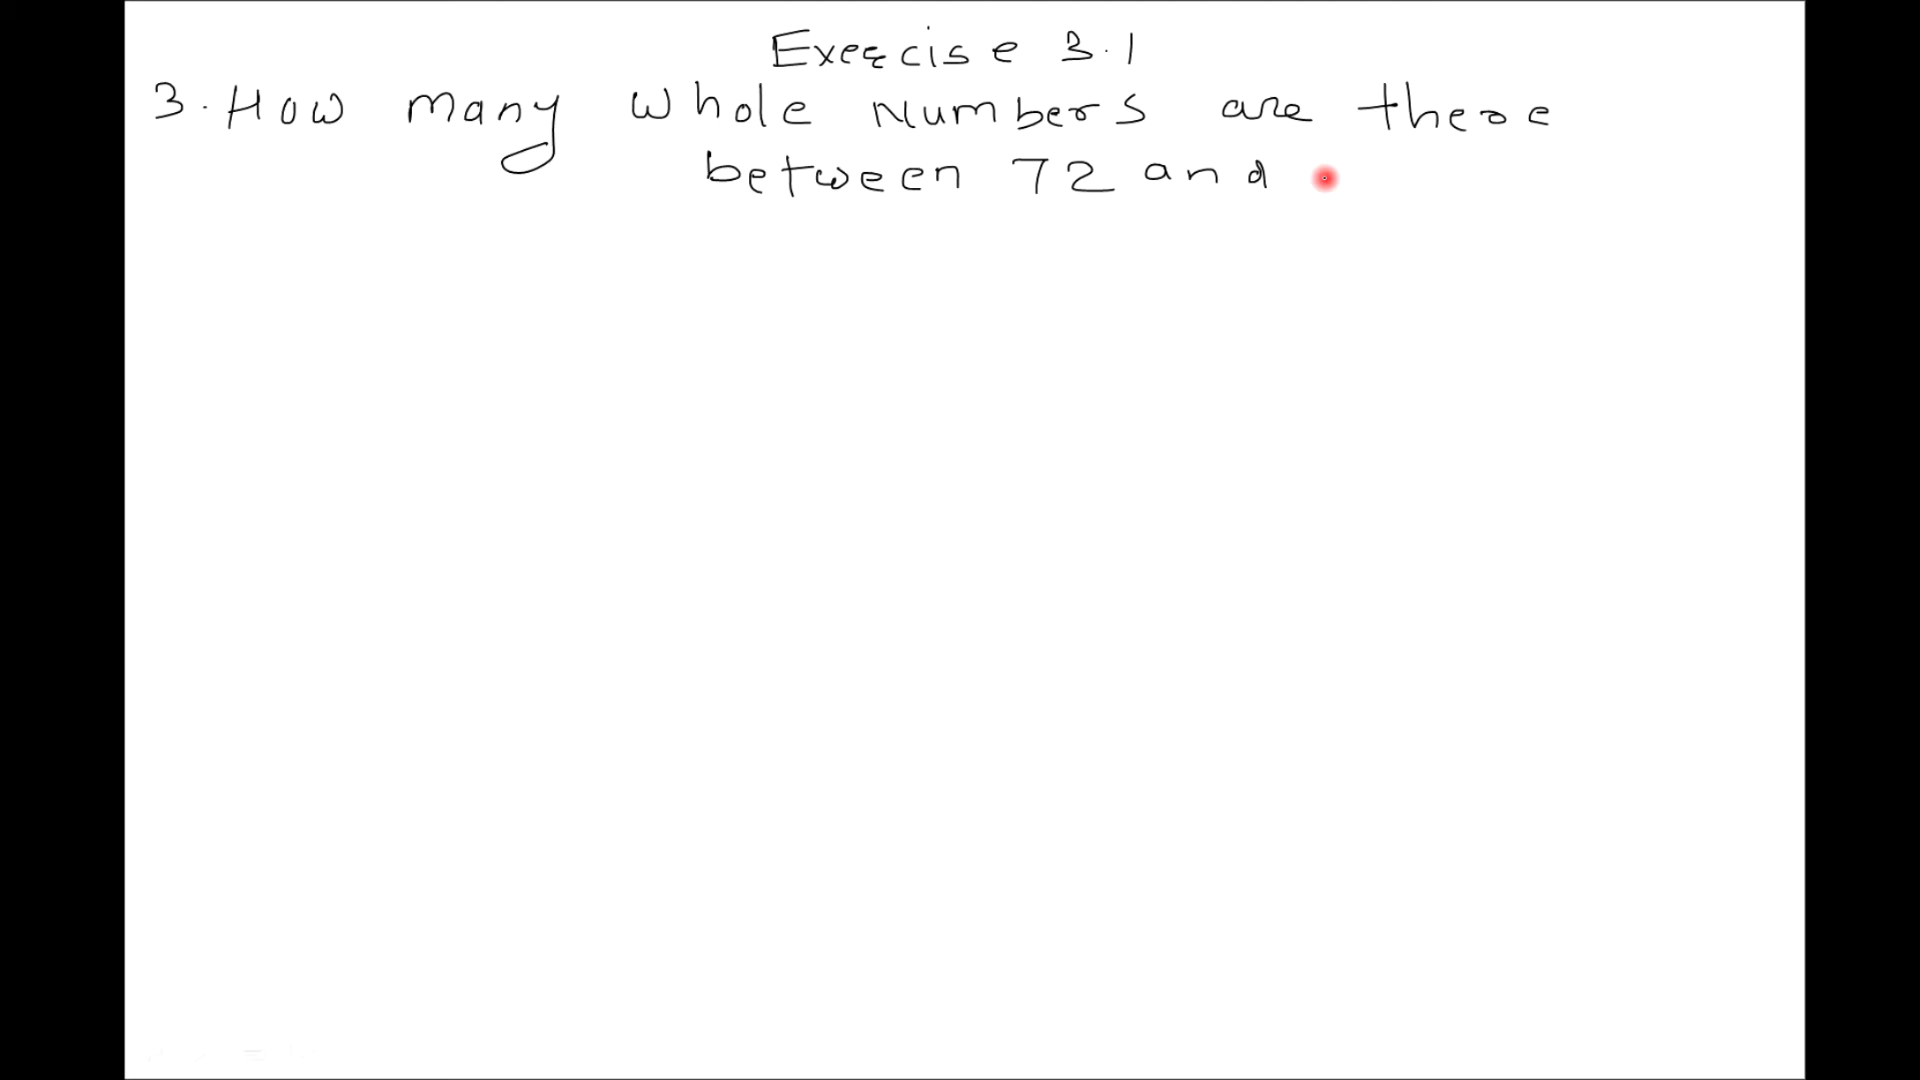 Exercise 3.1
3. How many whole Numbers are there
between 72 and